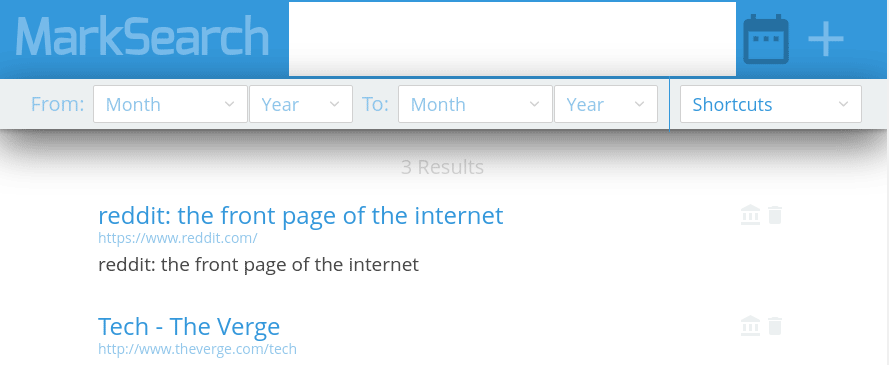 MarkSearch
From: Month Year To: Month Year Shortcuts
3 Results
reddit: the front page of the internet
https://www.reddit.com/
reddit: the front page of the internet
Tech - The Verge
http://www.theverge.com/tech